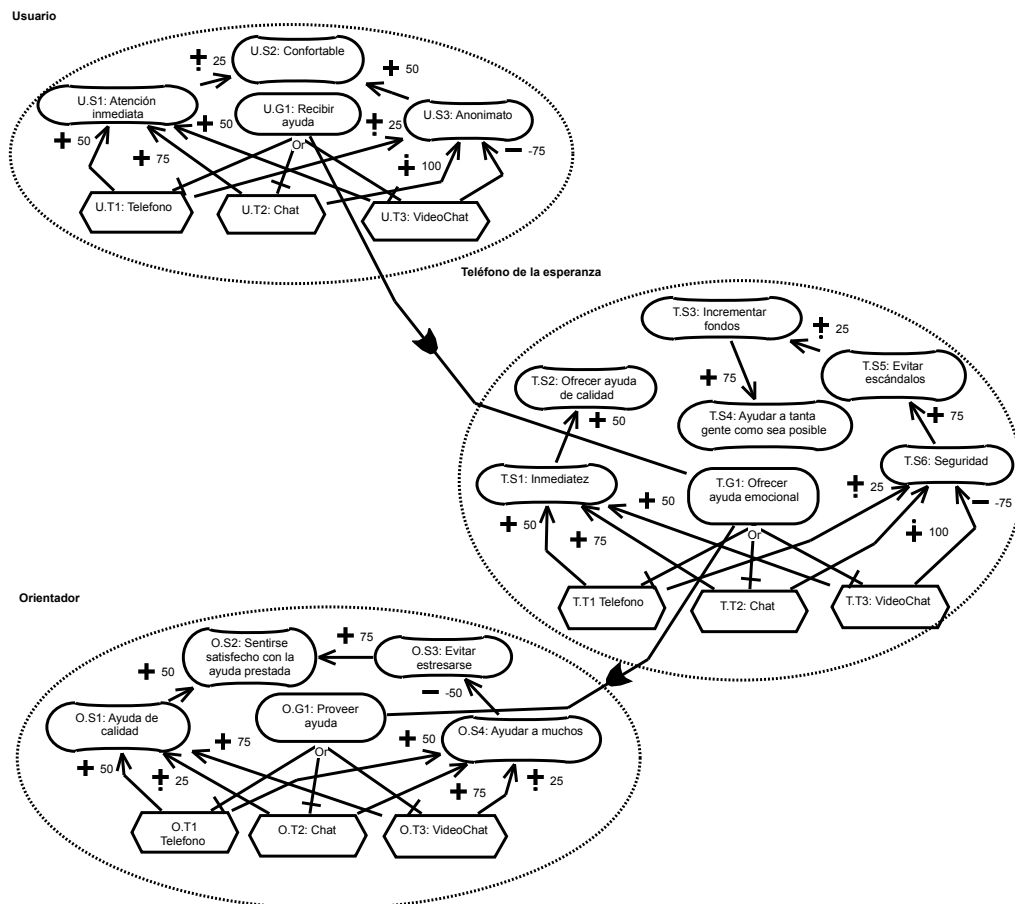 Usuario
U.S2: Confortable
25
50
U.S1: Atención
inmediata
U.G1: Recibir
ayuda
U.S3: Anonimato
50
50
25
Or
75
100
-75
U.T1: Telefono
U.T2: Chat
U.T3: VideoChat
Teléfono de la esperanza
T.S3: Incrementar
fondos
25
T.S2: Ofrecer ayuda
de calidad
75
T.S5: Evitar
escándalos
T.S4: Ayudar a tanta
gente como sea posible
50
75
T.S1: Inmediatez
T.G1: Ofrecer
ayuda emocional
T.S6: Seguridad
50
25
-75
50
75
Or
100
T.T1 Telefono
T.T2: Chat
T.T3: VideoChat
Orientador
O.S2: Sentirse
satisfecho con la
ayuda prestada
75
O.S3: Evitar
estresarse
50
-50
O.S1: Ayuda de
calidad
O.G1: Proveer
ayuda
O.S4: Ayudar a muchos
75
50
Or
50
25
75
25
O.T1
Telefono
O.T2: Chat
O.T3: VideoChat